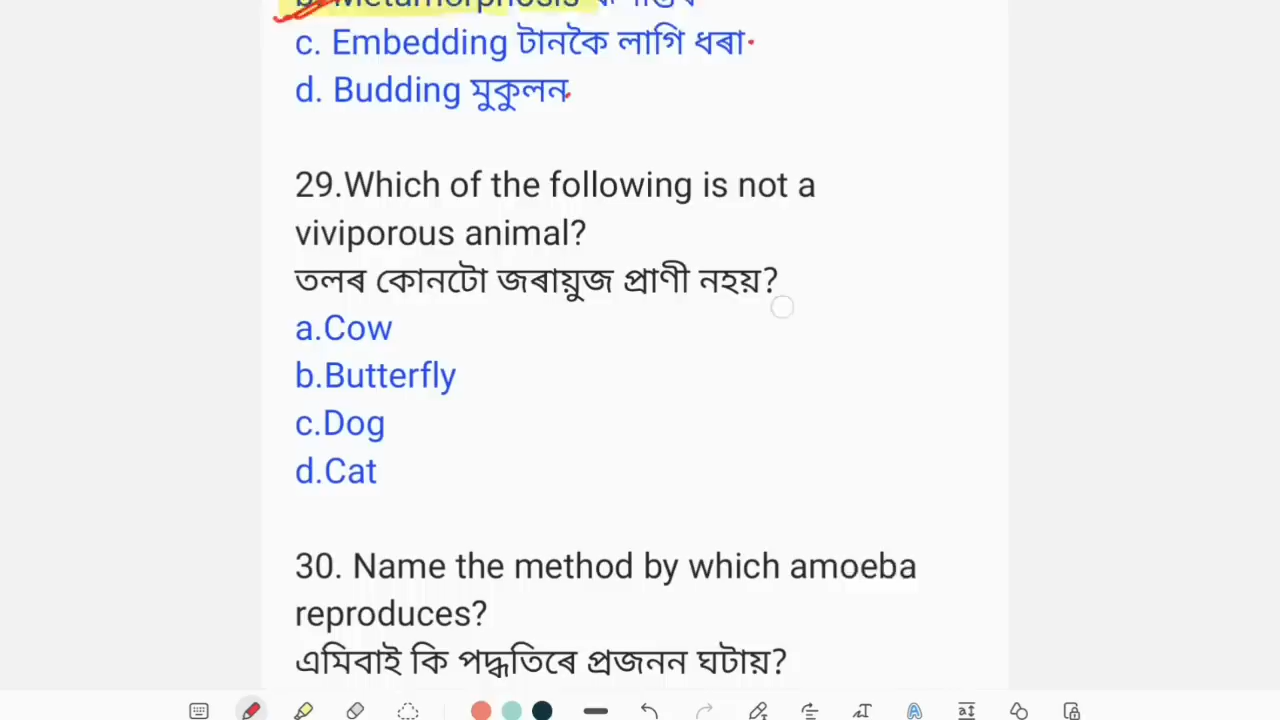 b. Metamorphosis
c. Embedding টানকৈ লাগি ধৰা
d. Budding মুকুলন
29.Which of the following is not a
viviporous animal?
তলৰ কোনটো জৰায়ুজ প্ৰাণী নহয়?
a.Cow
b.Butterfly
c.Dog
d.Cat
30. Name the method by which amoeba
reproduces?
এমিবাই কি পদ্ধতিৰে প্ৰজনন ঘটায়?